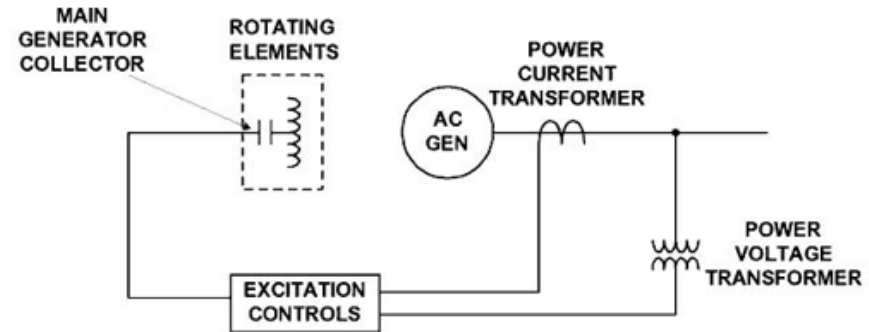 MAIN
GENERATOR
COLLECTOR
ROTATING
ELEMENTS
AC
GEN
POWER
CURRENT
TRANSFORMER
POWER
VOLTAGE
TRANSFORMER
EXCITATION
CONTROLS